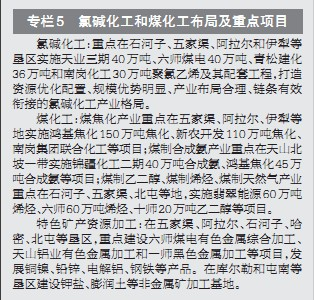 专栏5 氯碱化工和煤化工布局及重点项目
氯碱化工：重点在石河子、五家渠、阿拉尔和伊犁等
垦区实施天业三期40万吨、六师煤电40万吨、青松建化
36万吨和南岗化工30万吨聚氯乙烯及其配套工程，打造
资源优化配置、规模优势明显、产业布局合理、链条有效
衔接的氯碱化工产业格局。
煤化工：煤焦化产业重点在五家渠、阿拉尔、伊犁等
地实施鸿基焦化150万吨焦化、新农开发110万吨焦化、
南岗集团联合化工等项目；煤制合成氨产业重点在天山北
坡一带实施锦疆化工二期40万吨合成氨、鸿基焦化45万
吨合成氨等项目；煤制乙二醇、煤制烯烃、煤制天然气产业
重点在石河子、五家渠、北屯等地，实施翡翠能源60万吨
烯烃、六师60万吨烯烃、十师20万吨乙二醇等项目。
特色矿产资源加工：在五家渠、阿拉尔、石河子、哈
密、北屯等垦区，重点建设六师煤电有色金属综合加工、
天山铝业有色金属加工和一师黑色金属加工等项目，发
展铜镍、铅锌、电解铝、钢铁等产品。在库尔勒和屯南等
垦区建设钾盐、膨润土等非金属矿加工基地。